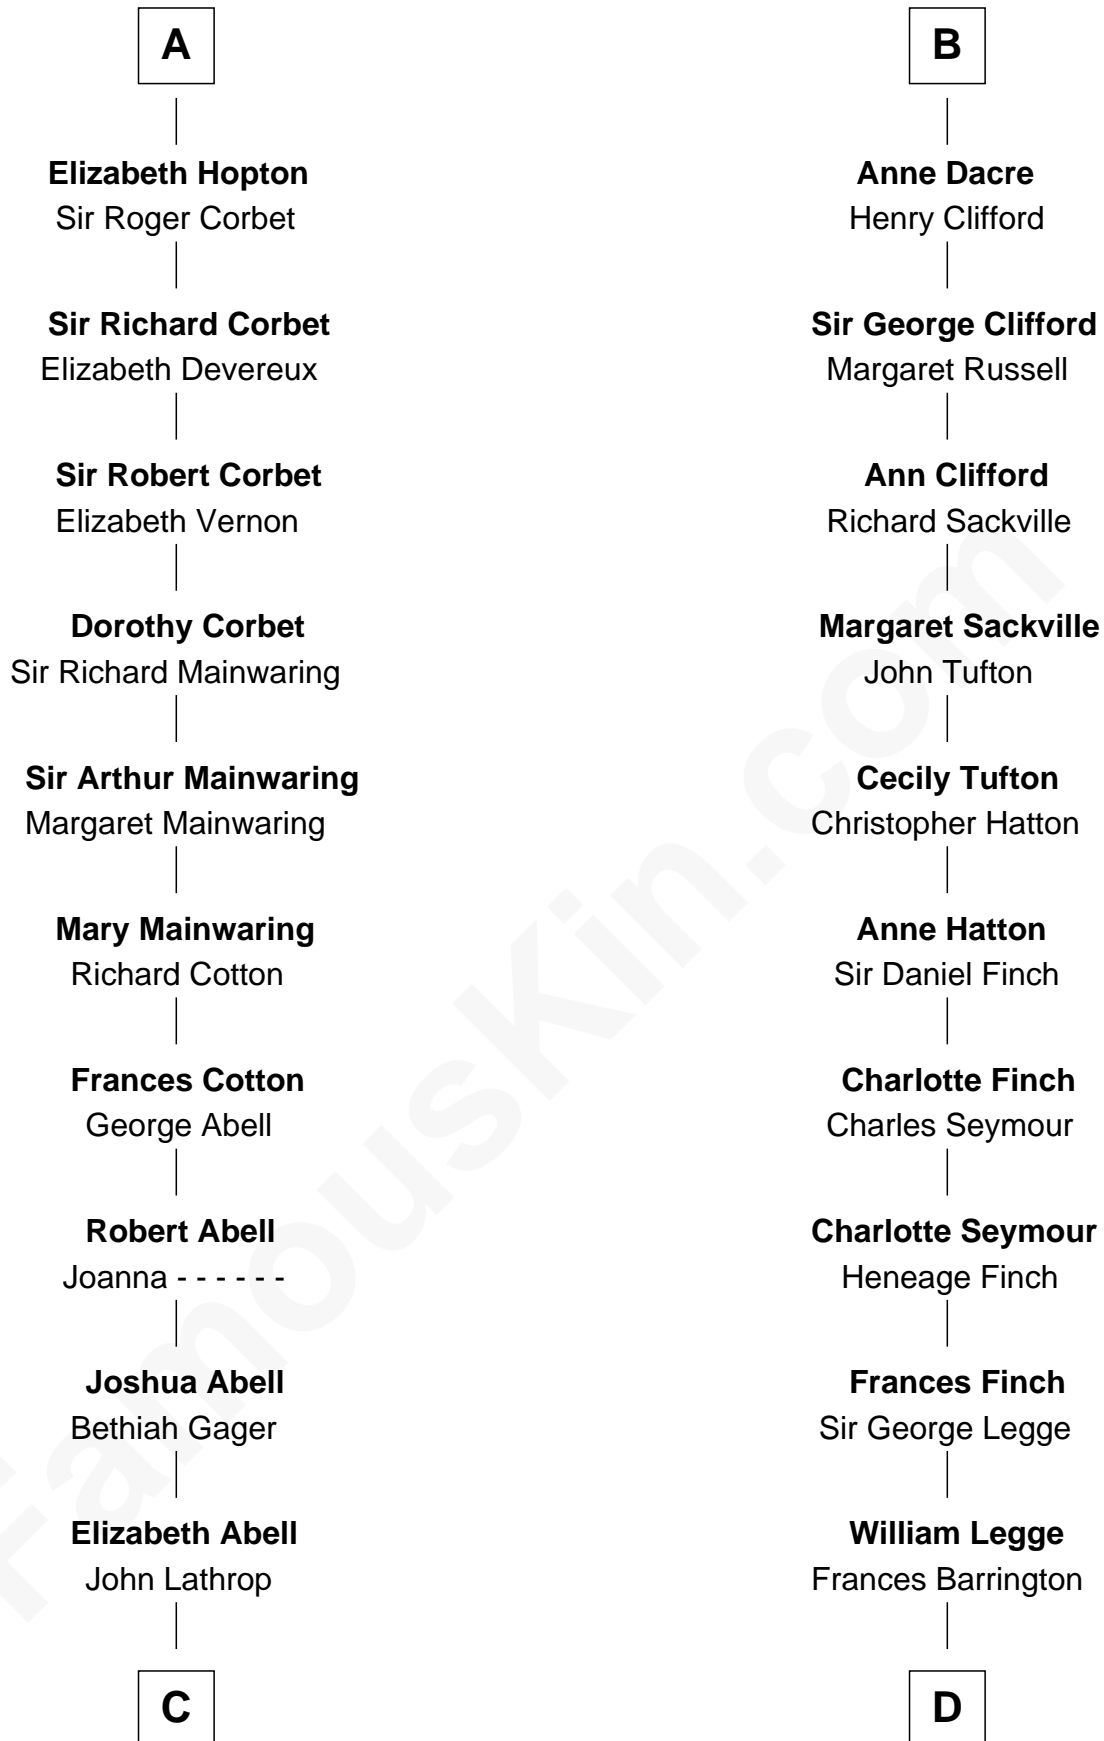 A
Elizabeth Hopton
Sir Roger Corbet
Sir Richard Corbet
Elizabeth Devereux
Sir Robert Corbet
Elizabeth Vernon
Dorothy Corbet
Sir Richard Mainwaring
Sir Arthur Mainwaring
Margaret Mainwaring
Mary Mainwaring
Richard Cotton
Frances Cotton
George Abell
Robert Abell
Joanna - - - - - -
Joshua Abell
Bethiah Gager
Elizabeth Abell
John Lathrop
C
B
Anne Dacre
Henry Clifford
Sir George Clifford
Margaret Russell
Ann Clifford
Richard Sackville
Margaret Sackville
John Tufton
Cecily Tufton
Christopher Hatton
Anne Hatton
Sir Daniel Finch
Charlotte Finch
Charles Seymour
Charlotte Seymour
Heneage Finch
Frances Finch
Sir George Legge
William Legge
Frances Barrington
D
FamousKin.com